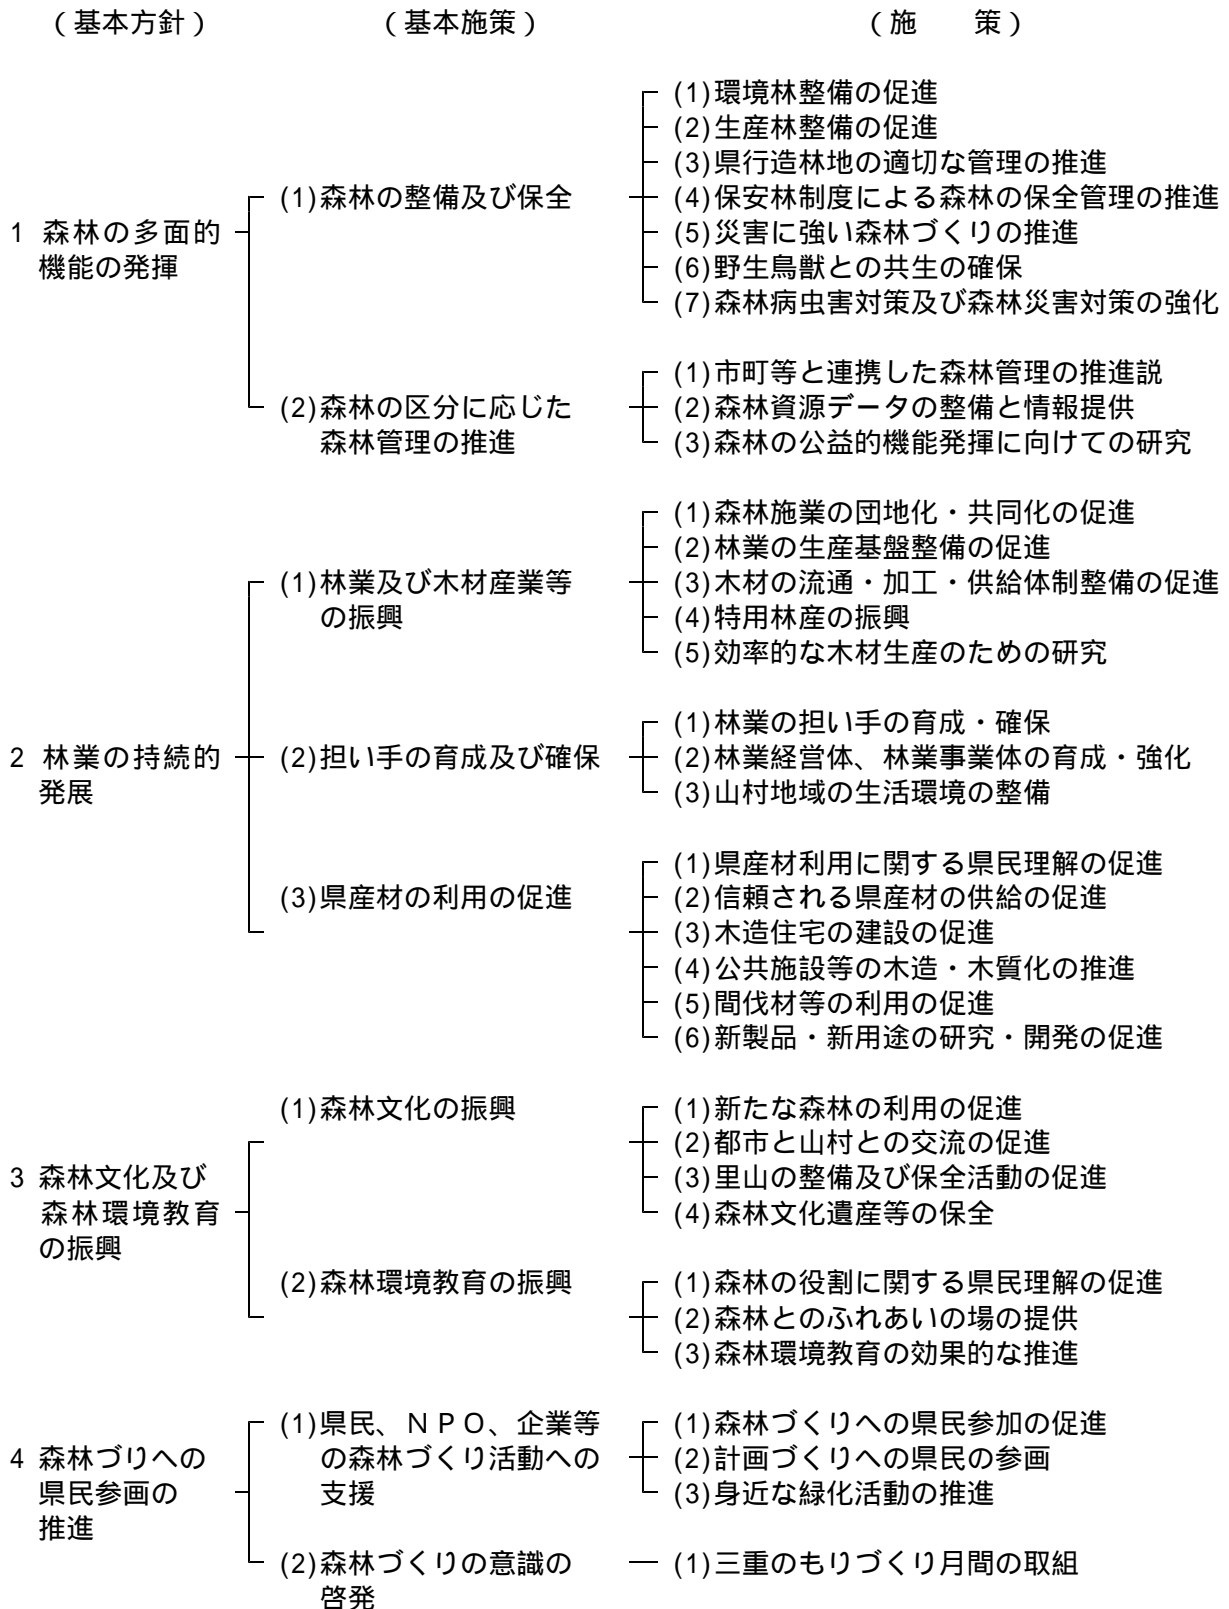 （基本方針） （基本施策） （施　　策）
(1)環境林整備の促進
(2)生産林整備の促進
(3)県行造林地の適切な管理の推進
(1)森林の整備及び保全 (4)保安林制度による森林の保全管理の推進
1 森林の多面的 (5)災害に強い森林づくりの推進
機能の発揮 (6)野生鳥獣との共生の確保
(7)森林病虫害対策及び森林災害対策の強化
(1)市町等と連携した森林管理の推進説
(2)森林の区分に応じた (2)森林資源データの整備と情報提供
森林管理の推進 (3)森林の公益的機能発揮に向けての研究
(1)森林施業の団地化・共同化の促進
(2)林業の生産基盤整備の促進
(1)林業及び木材産業等 (3)木材の流通・加工・供給体制整備の促進
の振興 (4)特用林産の振興
(5)効率的な木材生産のための研究
(1)林業の担い手の育成・確保
2 林業の持続的 (2)担い手の育成及び確保 (2)林業経営体、林業事業体の育成・強化
発展 (3)山村地域の生活環境の整備
(1)県産材利用に関する県民理解の促進
(3)県産材の利用の促進 (2)信頼される県産材の供給の促進
(3)木造住宅の建設の促進
(4)公共施設等の木造・木質化の推進
(5)間伐材等の利用の促進
(6)新製品・新用途の研究・開発の促進
(1)森林文化の振興 (1)新たな森林の利用の促進
(2)都市と山村との交流の促進
3 森林文化及び (3)里山の整備及び保全活動の促進
森林環境教育 (4)森林文化遺産等の保全
の振興
(2)森林環境教育の振興 (1)森林の役割に関する県民理解の促進
(2)森林とのふれあいの場の提供
(3)森林環境教育の効果的な推進
(1)県民、ＮＰＯ、企業等 (1)森林づくりへの県民参加の促進
4 森林づりへの の森林づくり活動への (2)計画づくりへの県民の参画
県民参画の 支援 (3)身近な緑化活動の推進
推進
(2)森林づくりの意識の (1)三重のもりづくり月間の取組
啓発